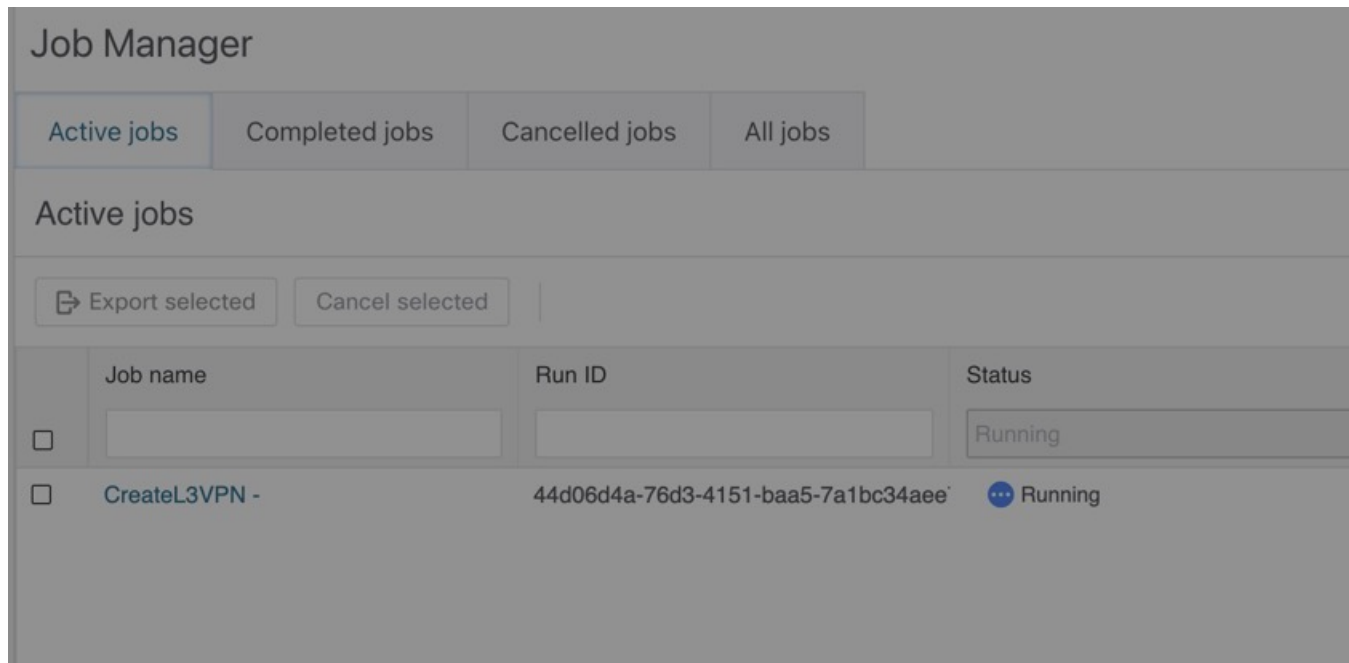 Job Manager
Active jobs Completed jobs Cancelled jobs All jobs
Active jobs
Export selected Cancel selected
Job name Run ID Status
Running
CreateL3VPN - 44d06d4a-76d3-4151-baa5-7a1bc34aee Running